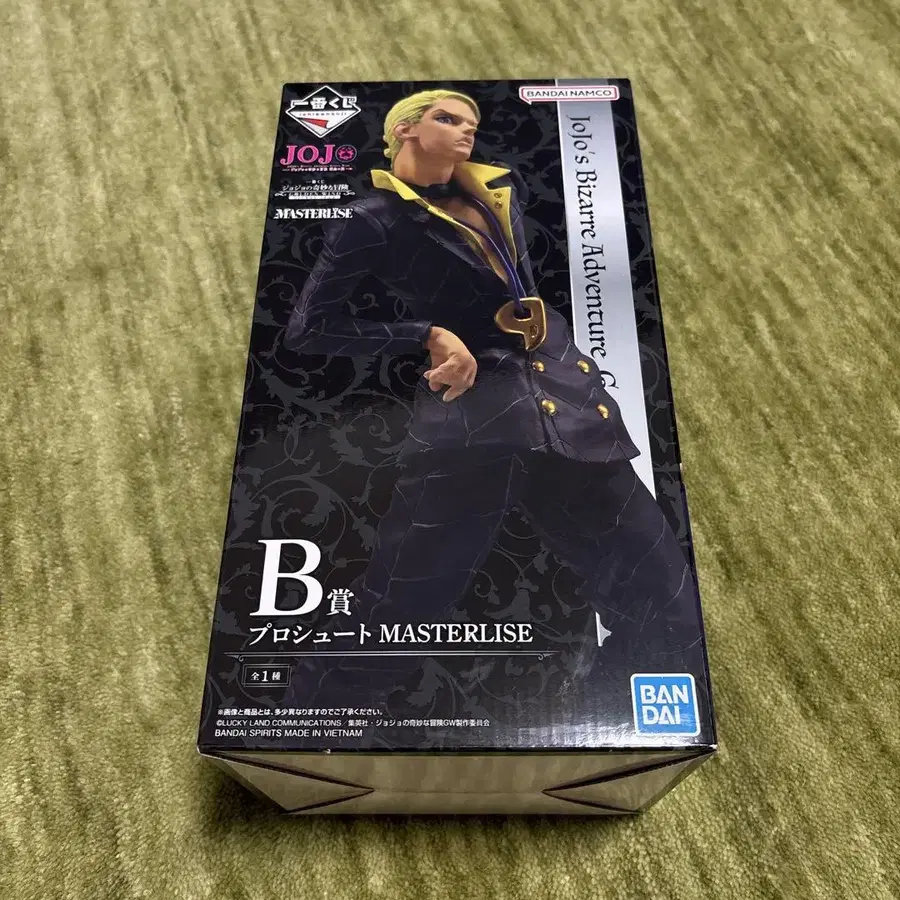 一番くじ
ichibankuji
JOJO
ジョジョの奇妙な冒険
GOLDEN WIND
MASTERLISE
BANDAI NAMCO
JoJo's Bizarre Adventure
B賞
プロシュート MASTERLISE
全1種
※画像と商品とは、多少異なりますのでご了承ください。
©LUCKY LAND COMMUNICATIONS／集英社・ジョジョの奇妙な冒険GW製作委員会
BANDAI SPIRITS MADE IN VIETNAM
BAN
DAI